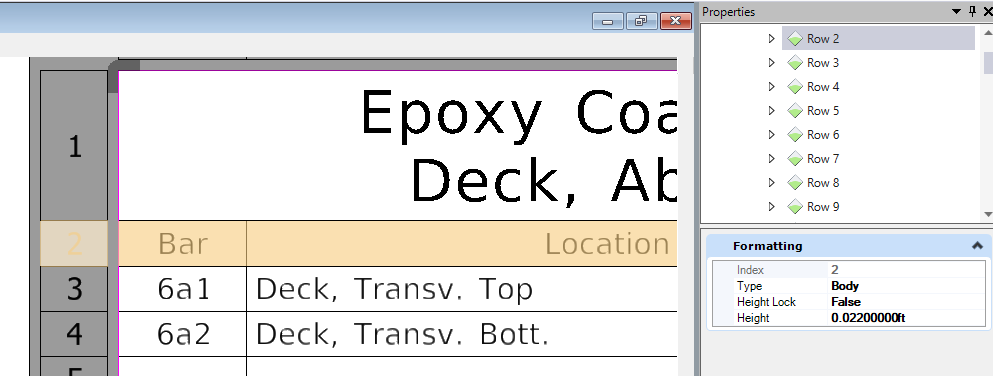 Properties
Row 2
Row 3
Row 4
Row 5
Row 6
Row 7
Row 8
Row 9
1
Epoxy Coa
Deck, Ab
2 Bar Location
3 6a1 Deck, Transv. Top
4 6a2 Deck, Transv. Bott.
Formatting
Index 2
Type Body
Height Lock False
Height 0.02200000ft